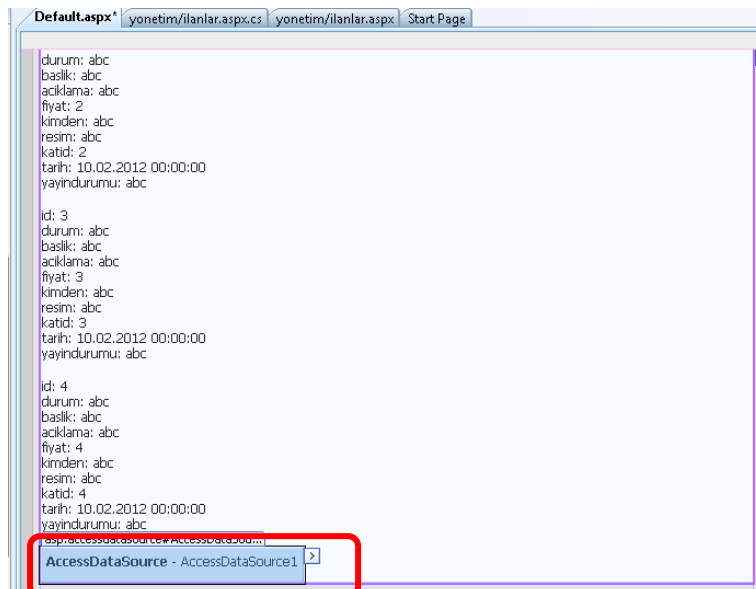 Default.aspx* yonetim/ilanlar.aspx.cs yonetim/ilanlar.aspx Start Page
durum: abc
baslik: abc
aciklama: abc
fiyat: 2
kimden: abc
resim: abc
katid: 2
tarih: 10.02.2012 00:00:00
yayindurumu: abc
id: 3
durum: abc
baslik: abc
aciklama: abc
fiyat: 3
kimden: abc
resim: abc
katid: 3
tarih: 10.02.2012 00:00:00
yayindurumu: abc
id: 4
durum: abc
baslik: abc
aciklama: abc
fiyat: 4
kimden: abc
resim: abc
katid: 4
tarih: 10.02.2012 00:00:00
yayindurumu: abc
asp:accessdatasource#AccessDataSou...
AccessDataSource - AccessDataSource1